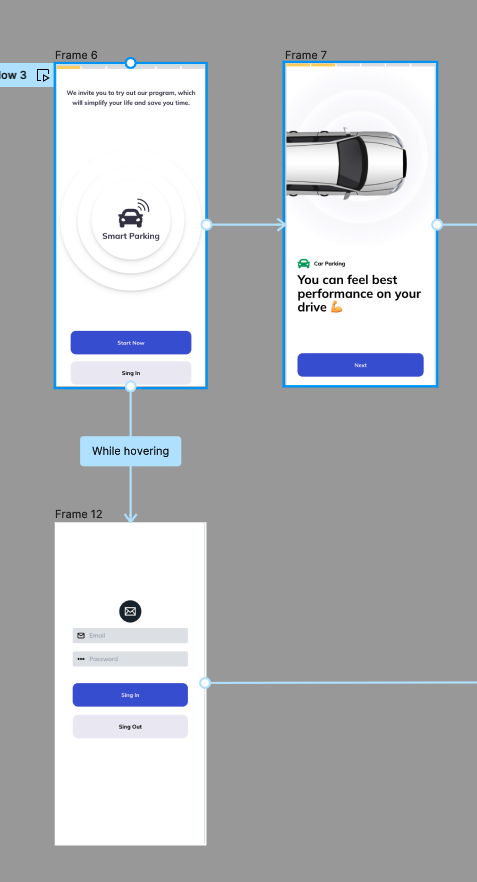 Frame 6
Frame 7
low 3
We invite you to try out our program, which
will simplify your life and save you time.
Smart Parking
Start Now
Sing In
Car Parking
You can feel best
performance on your
drive 💪
Next
While hovering
Frame 12
Email
Password
Sing In
Sing Out